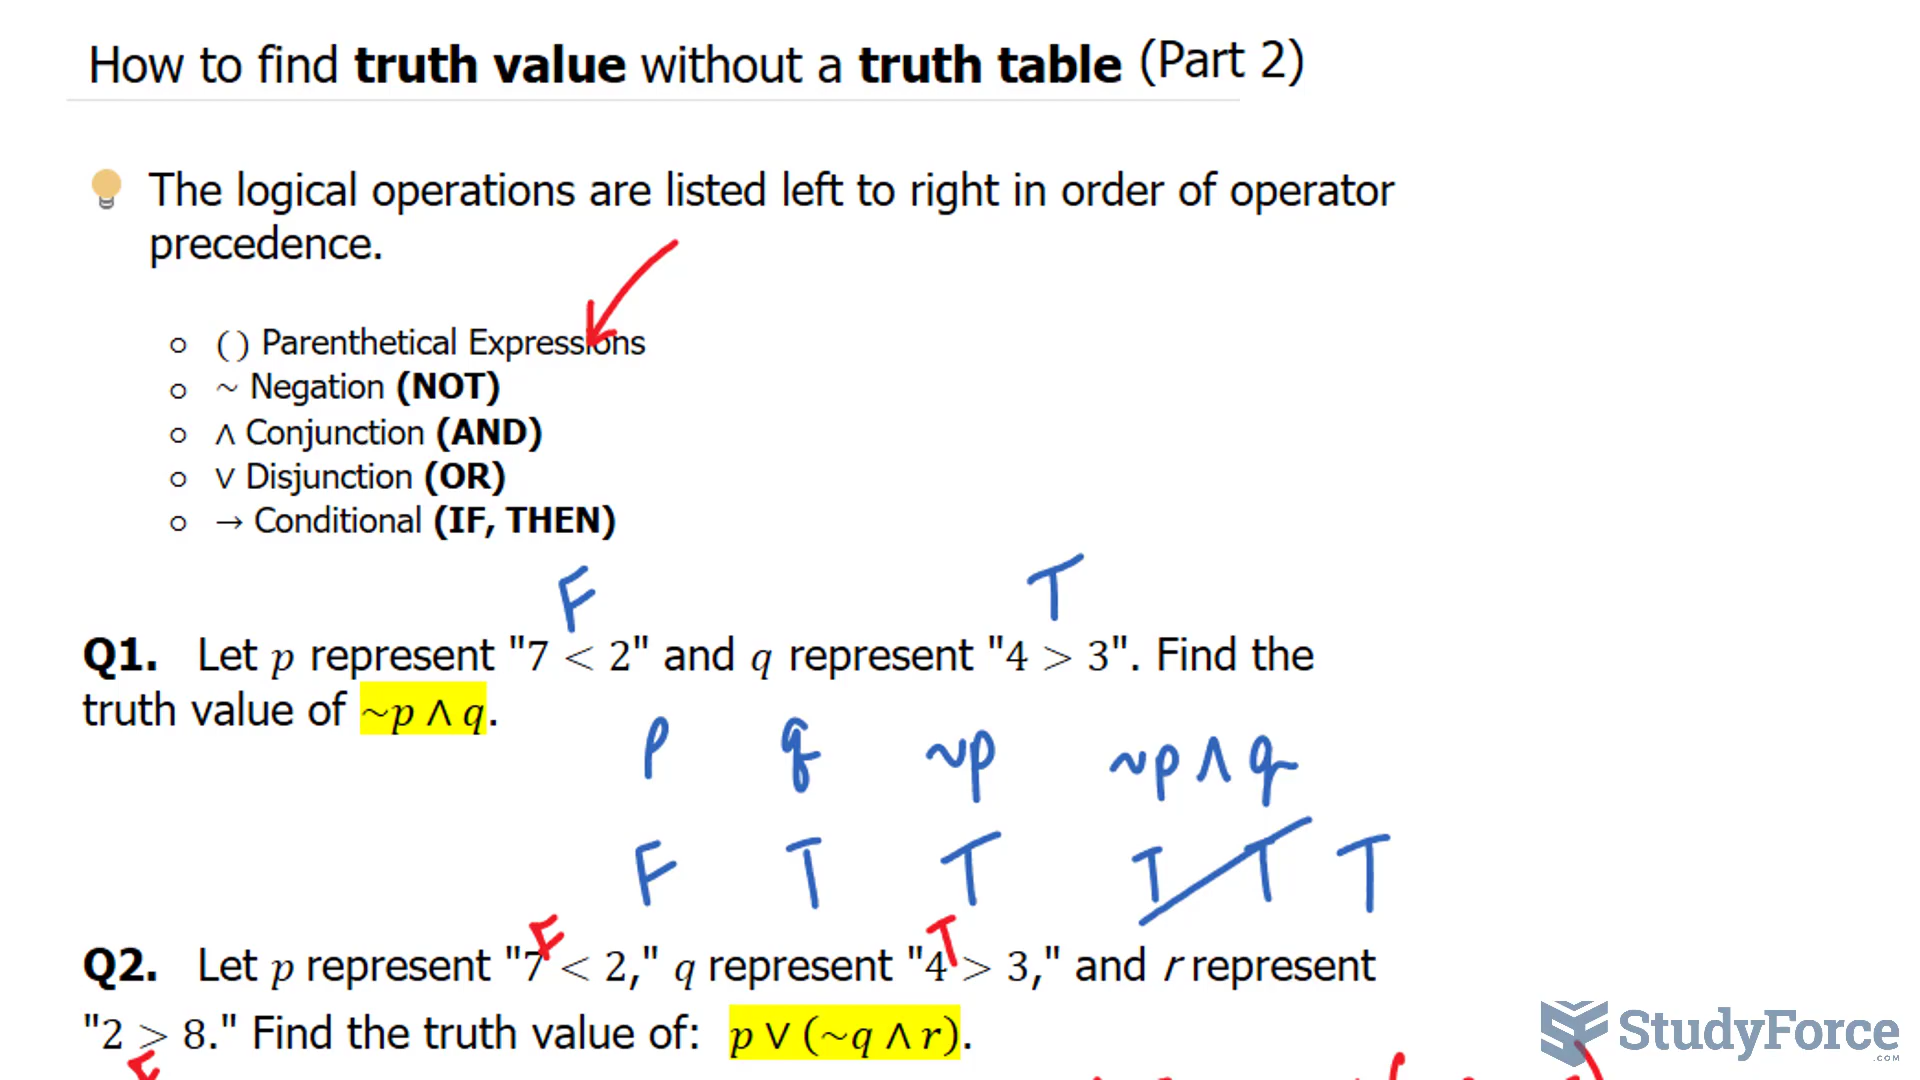 How to find truth value without a truth table (Part 2)
The logical operations are listed left to right in order of operator
precedence.
○ ( ) Parenthetical Expressions
○ ~ Negation (NOT)
○ ∧ Conjunction (AND)
○ ∨ Disjunction (OR)
○ → Conditional (IF, THEN)
F T
Q1. Let p represent "7 < 2" and q represent "4 > 3". Find the
truth value of ~p ∧ q.
p q ~p ~p ∧ q
F T T T T T
F T
Q2. Let p represent "7 < 2," q represent "4 > 3," and r represent
"2 > 8." Find the truth value of: p ∨ (~q ∧ r).
F
StudyForce
.COM